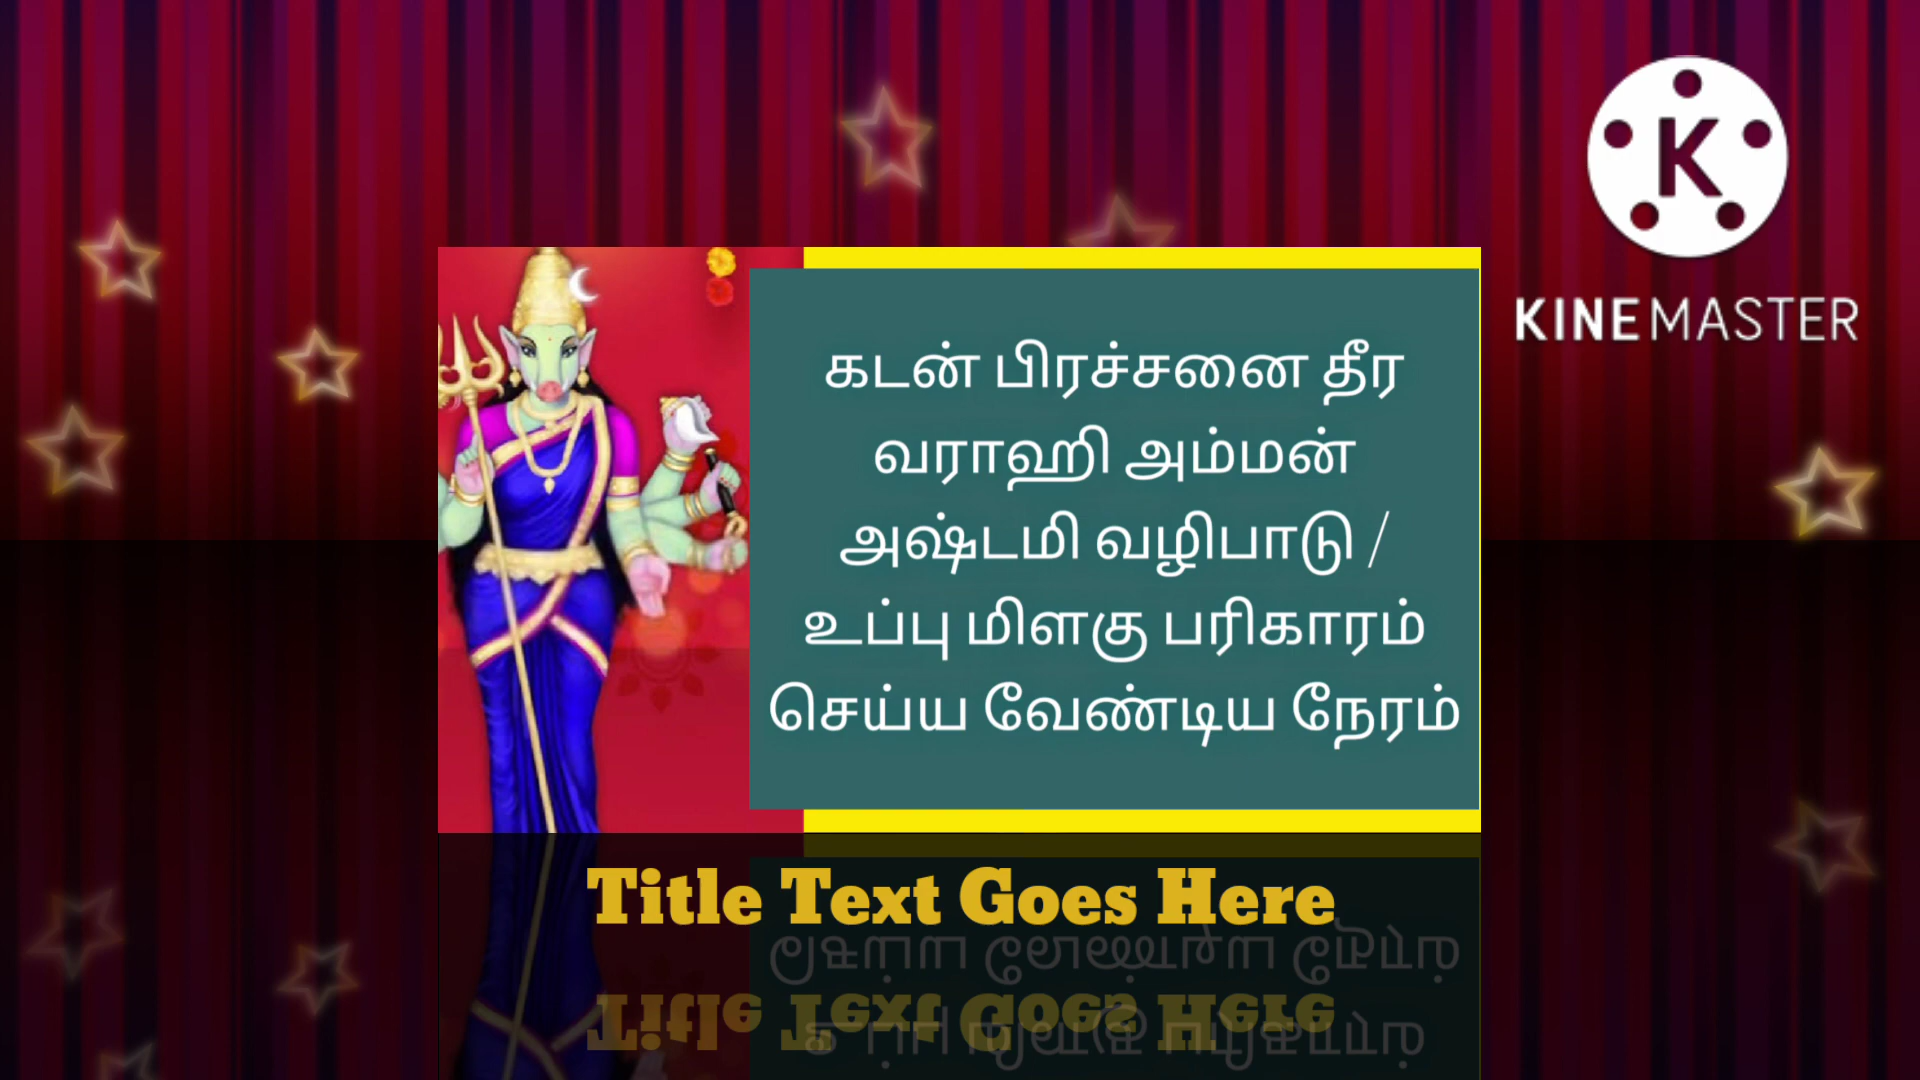 K
KINEMASTER
கடன் பிரச்சனை தீர
வராஹி அம்மன்
அஷ்டமி வழிபாடு /
உப்பு மிளகு பரிகாரம்
செய்ய வேண்டிய நேரம்
Title Text Goes Here